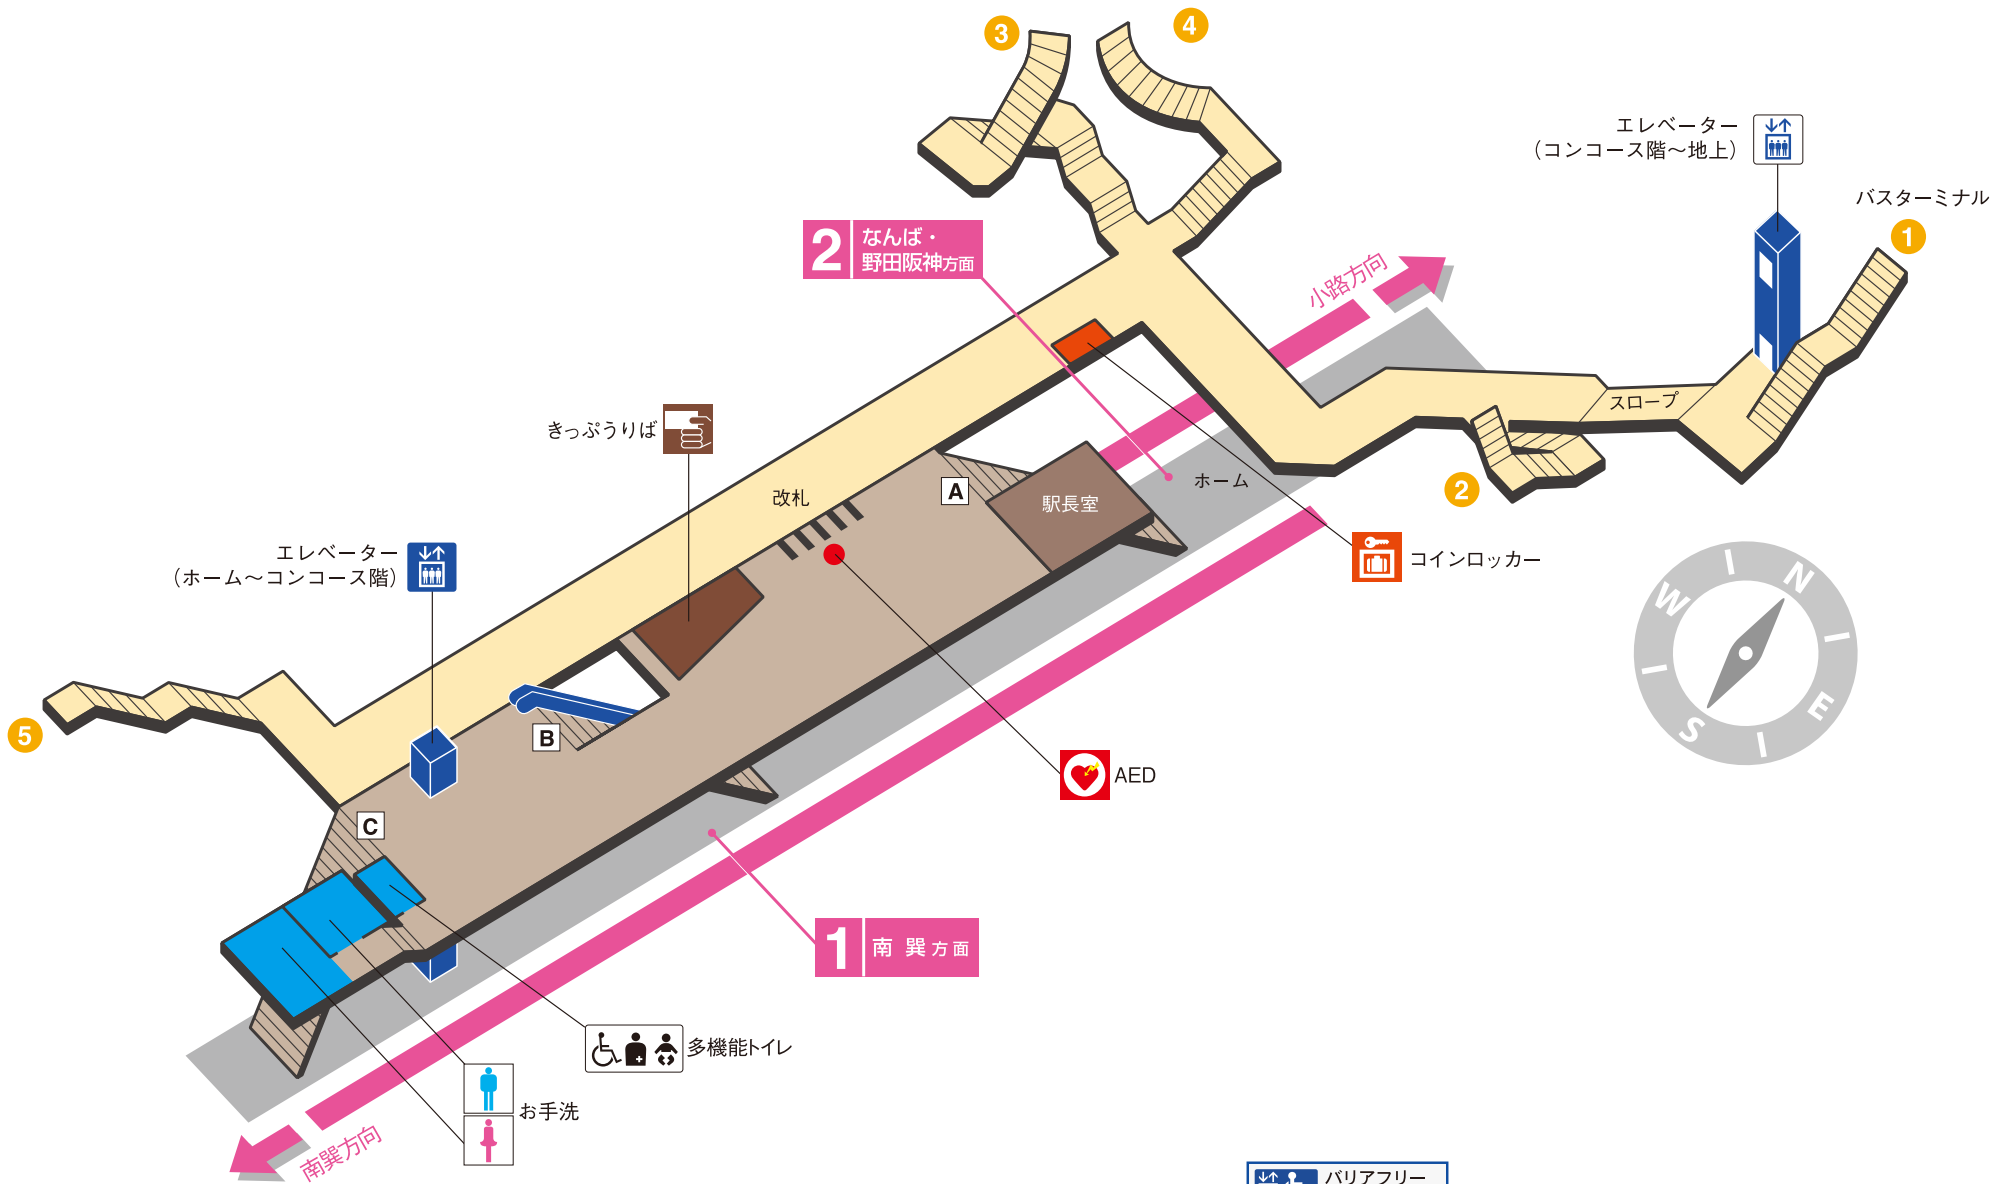 3
4
エレベーター
（コンコース階～地上）
バスターミナル
1
2
なんば・
野田阪神方面
小路方向
スロープ
きっぷうりば
改札
A
駅長室
ホーム
2
コインロッカー
エレベーター
（ホーム～コンコース階）
N
W
E
S
5
B
C
AED
1
南 巽 方 面
多機能トイレ
お手洗
南巽方向
バリアフリー